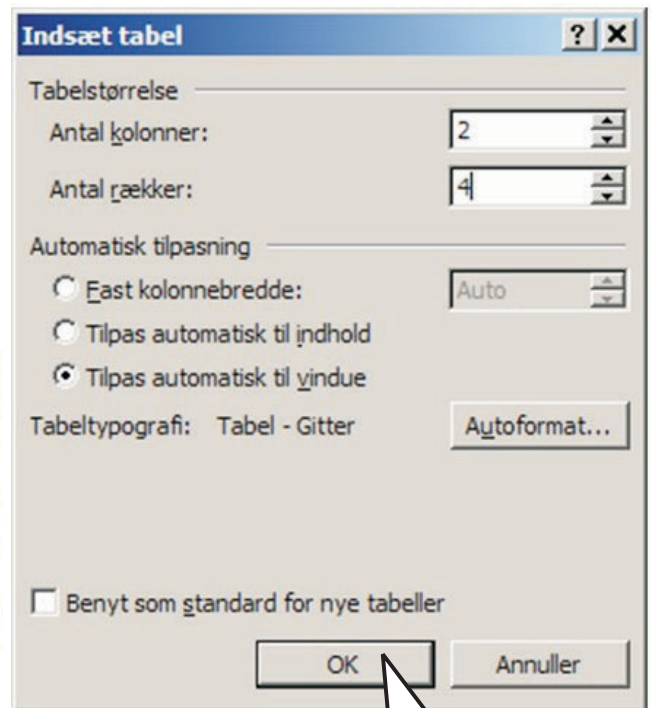 Indsæt tabel
Tabelstørrelse
Antal kolonner: 2
Antal rækker: 4
Automatisk tilpasning
Fast kolonnebredde: Auto
Tilpas automatisk til indhold
Tilpas automatisk til vindue
Tabeltypografi: Tabel - Gitter Autoformat...
Benyt som standard for nye tabeller
OK Annuller